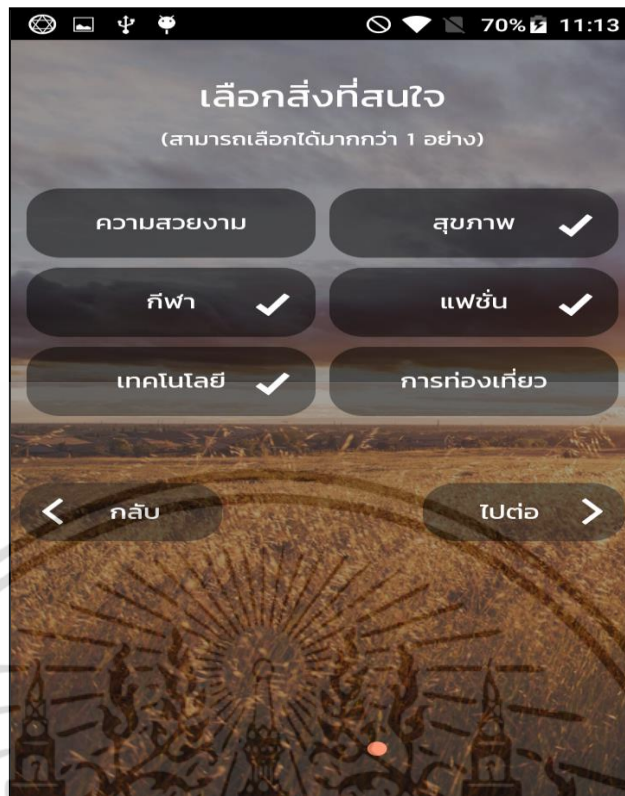 70% 11:13
เลือกสิ่งที่สนใจ
(สามารถเลือกได้มากกว่า 1 อย่าง)
ความสวยงาม
สุขภาพ
กีฬา
แฟชั่น
เทคโนโลยี
การท่องเที่ยว
กลับ
ไปต่อ